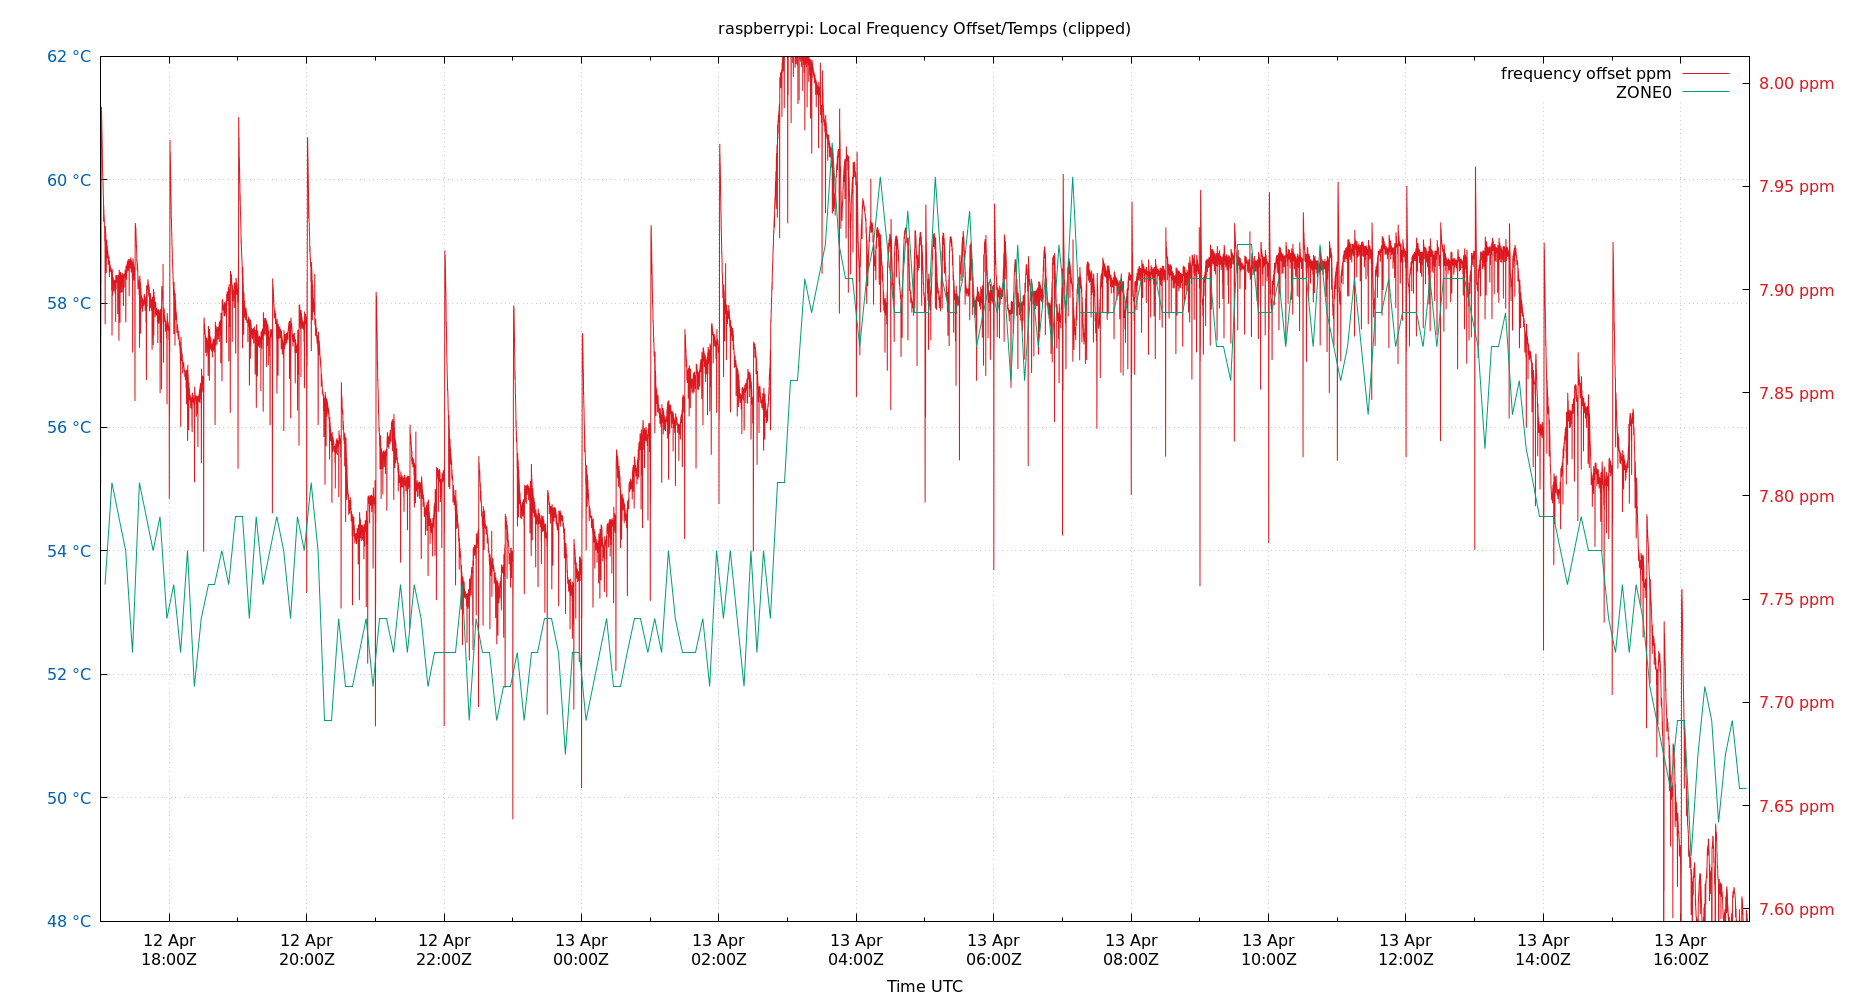 raspberrypi: Local Frequency Offset/Temps (clipped)
62 °C
60 °C
58 °C
56 °C
54 °C
52 °C
50 °C
48 °C
frequency offset ppm
ZONE0
8.00 ppm
7.95 ppm
7.90 ppm
7.85 ppm
7.80 ppm
7.75 ppm
7.70 ppm
7.65 ppm
7.60 ppm
12 Apr
18:00Z
12 Apr
20:00Z
12 Apr
22:00Z
13 Apr
00:00Z
13 Apr
02:00Z
13 Apr
04:00Z
13 Apr
06:00Z
13 Apr
08:00Z
13 Apr
10:00Z
13 Apr
12:00Z
13 Apr
14:00Z
13 Apr
16:00Z
Time UTC